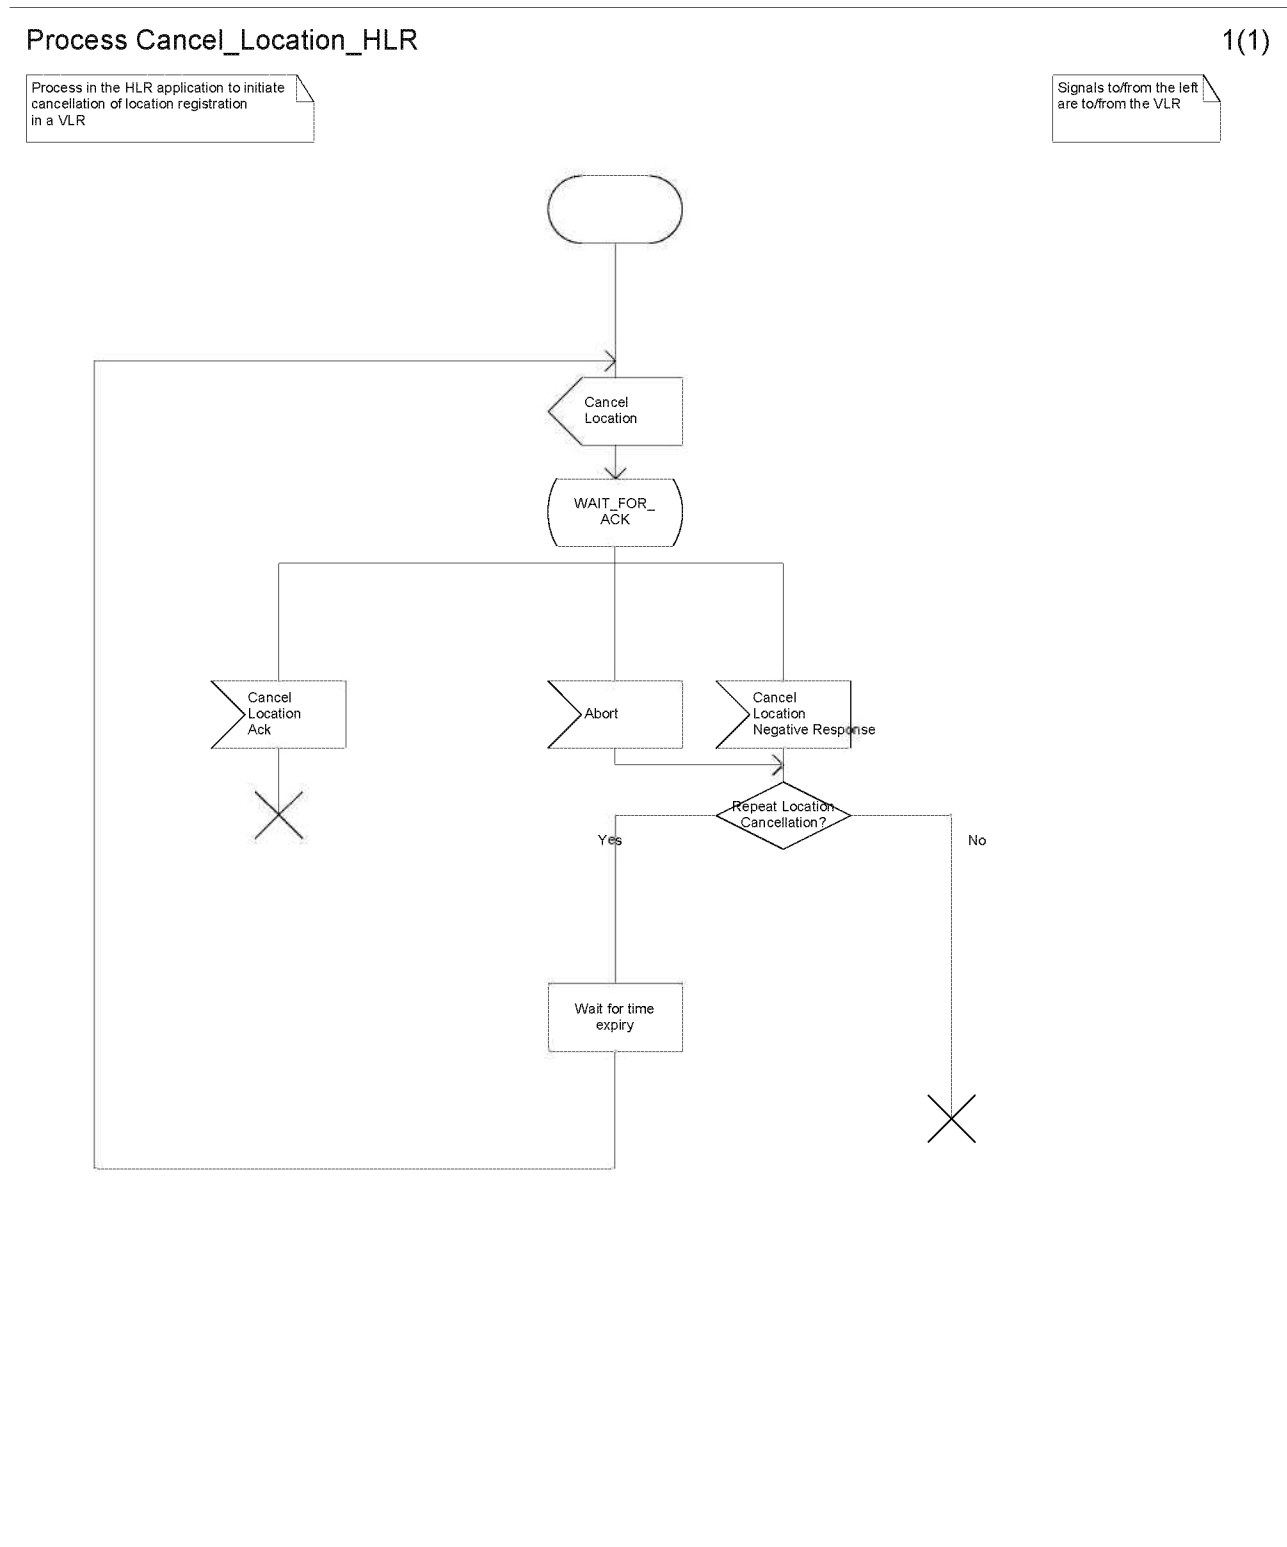 Process Cancel_Location_HLR
1(1)
Process in the HLR application to initiate
cancellation of location registration
in a VLR
Signals to/from the left
are to/from the VLR
Cancel
Location
WAIT_FOR_
ACK
Cancel
Location
Ack
Abort
Cancel
Location
Negative Response
Repeat Location
Cancellation?
Yes
No
Wait for time
expiry